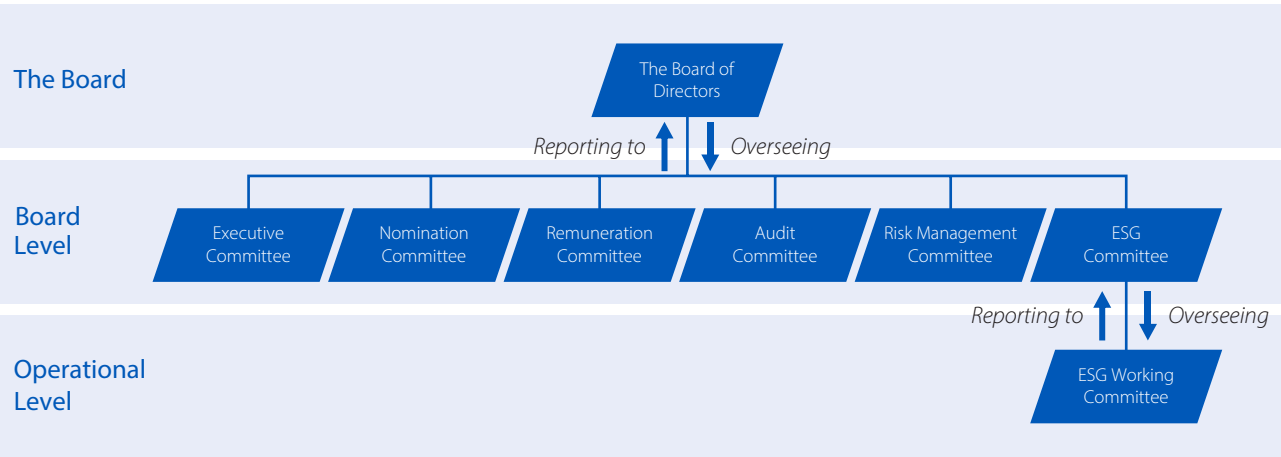 The Board
The Board of
Directors
Reporting to
Overseeing
Board
Level
Executive
Committee
Nomination
Committee
Remuneration
Committee
Audit
Committee
Risk Management
Committee
ESG
Committee
Reporting to
Overseeing
Operational
Level
ESG Working
Committee